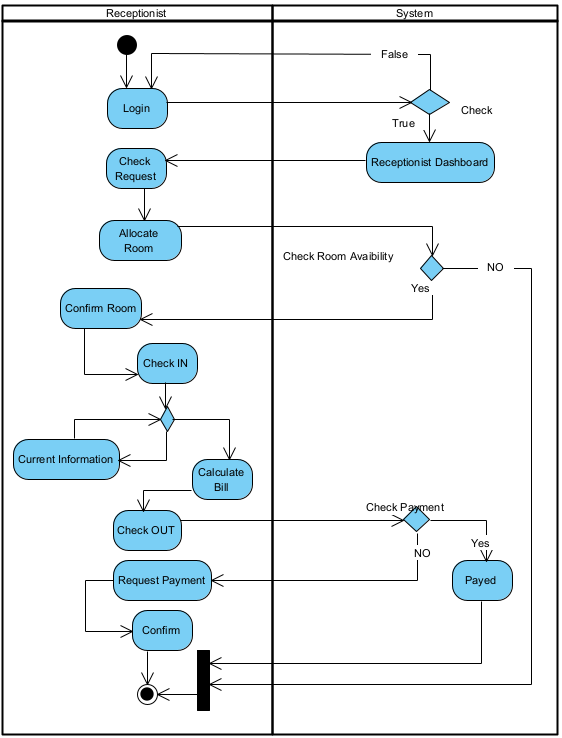 Receptionist
System
False
Login
Check
True
Check
Request
Receptionist Dashboard
Allocate
Room
Check Room Avaibility
NO
Yes
Confirm Room
Check IN
Current Information
Calculate
Bill
Check Payment
Check OUT
Yes
NO
Request Payment
Payed
Confirm